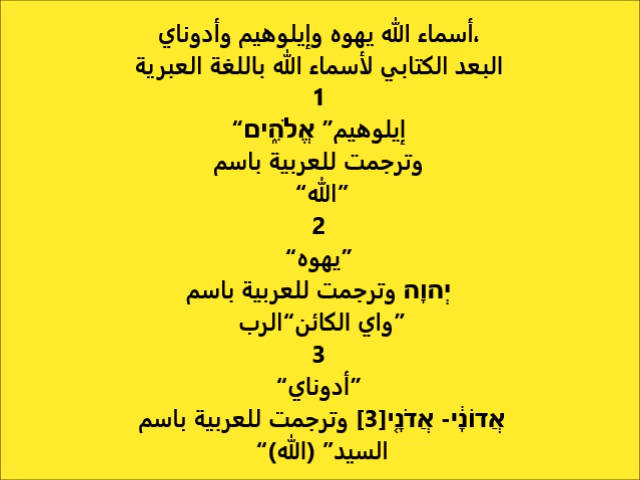 أسماء الله يهوه وإيلوهيم وأدوناي،
البعد الكتابي لأسماء الله باللغة العبرية
1
إيلوهيم” אֱלֹהִ֑ים“
وترجمت للعربية باسم
”الله“
2
”يهوه“
יְהוָ֖ה وترجمت للعربية باسم
”واي الكائن“الرب
3
”أدوناي“
אֲדוֹנָ֔י- אֲדֹנָ֤י[3] وترجمت للعربية باسم
السيد” (الله)“